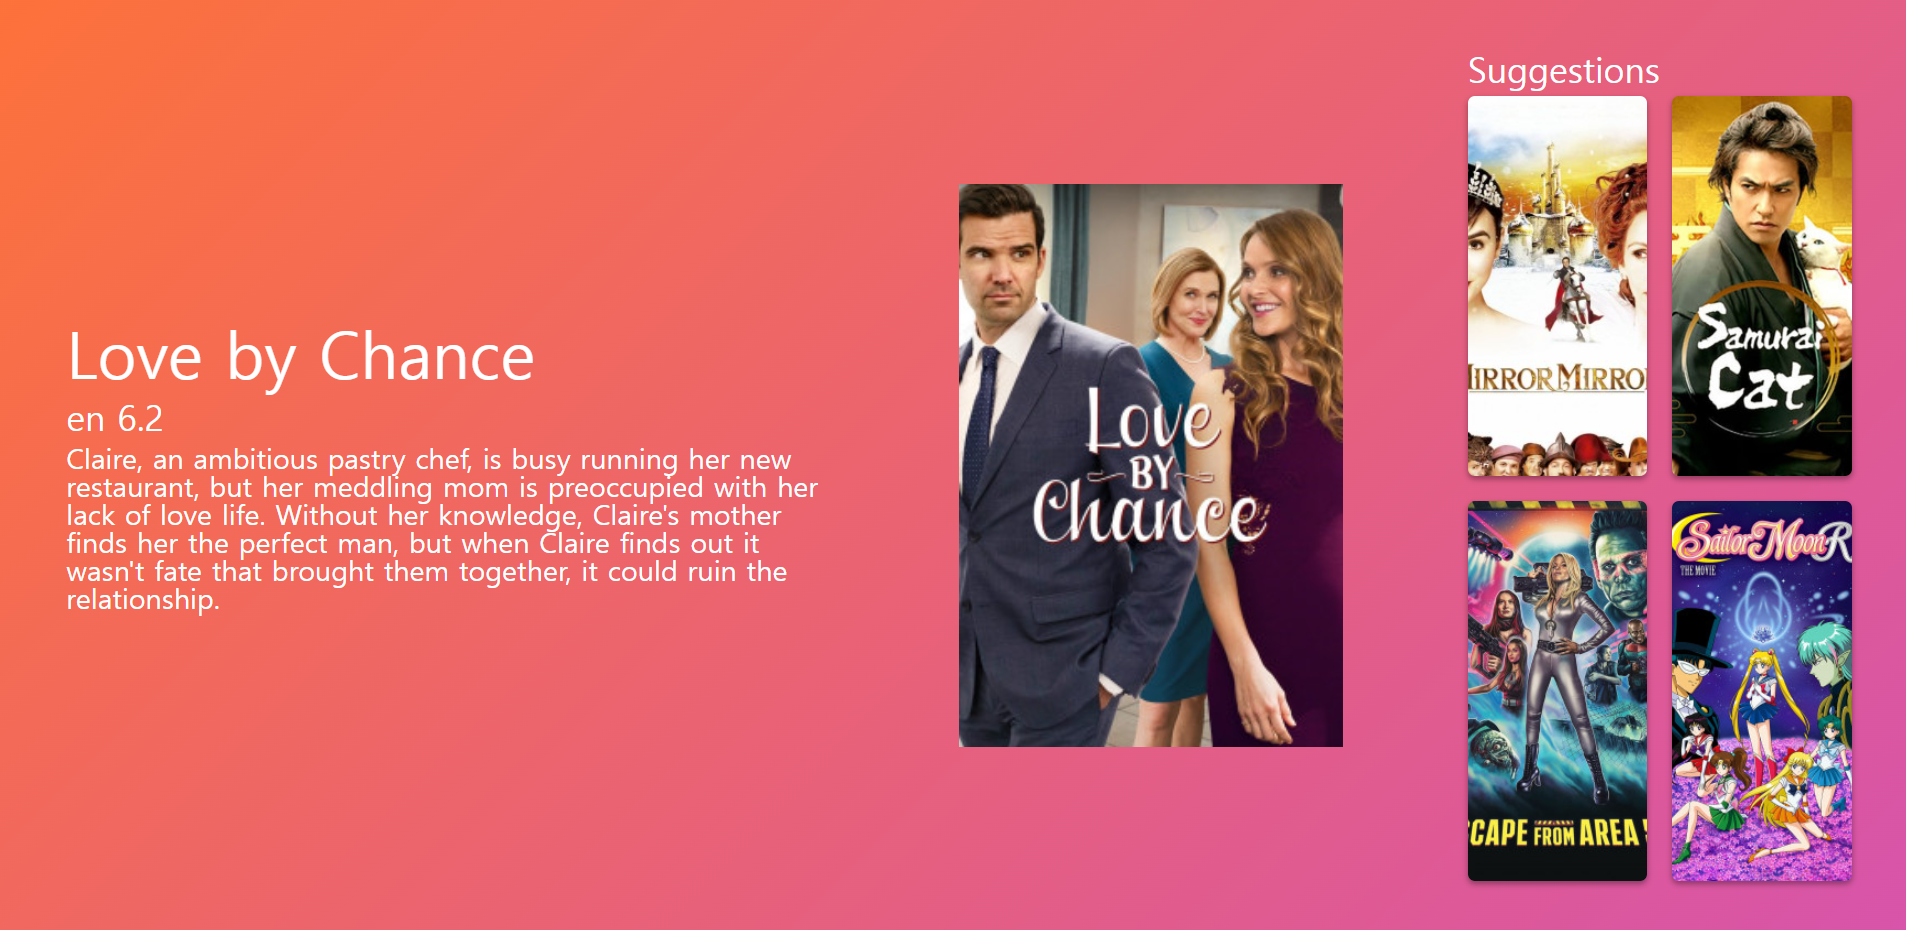 Love by Chance
en 6.2
Claire, an ambitious pastry chef, is busy running her new
restaurant, but her meddling mom is preoccupied with her
lack of love life. Without her knowledge, Claire's mother
finds her the perfect man, but when Claire finds out it
wasn't fate that brought them together, it could ruin the
relationship.
Love
BY
Chance
Suggestions
MIRROR MIRRO
Samurai
Cat
SCAPE FROM AREA
Sailor Moon R
THE MOVIE